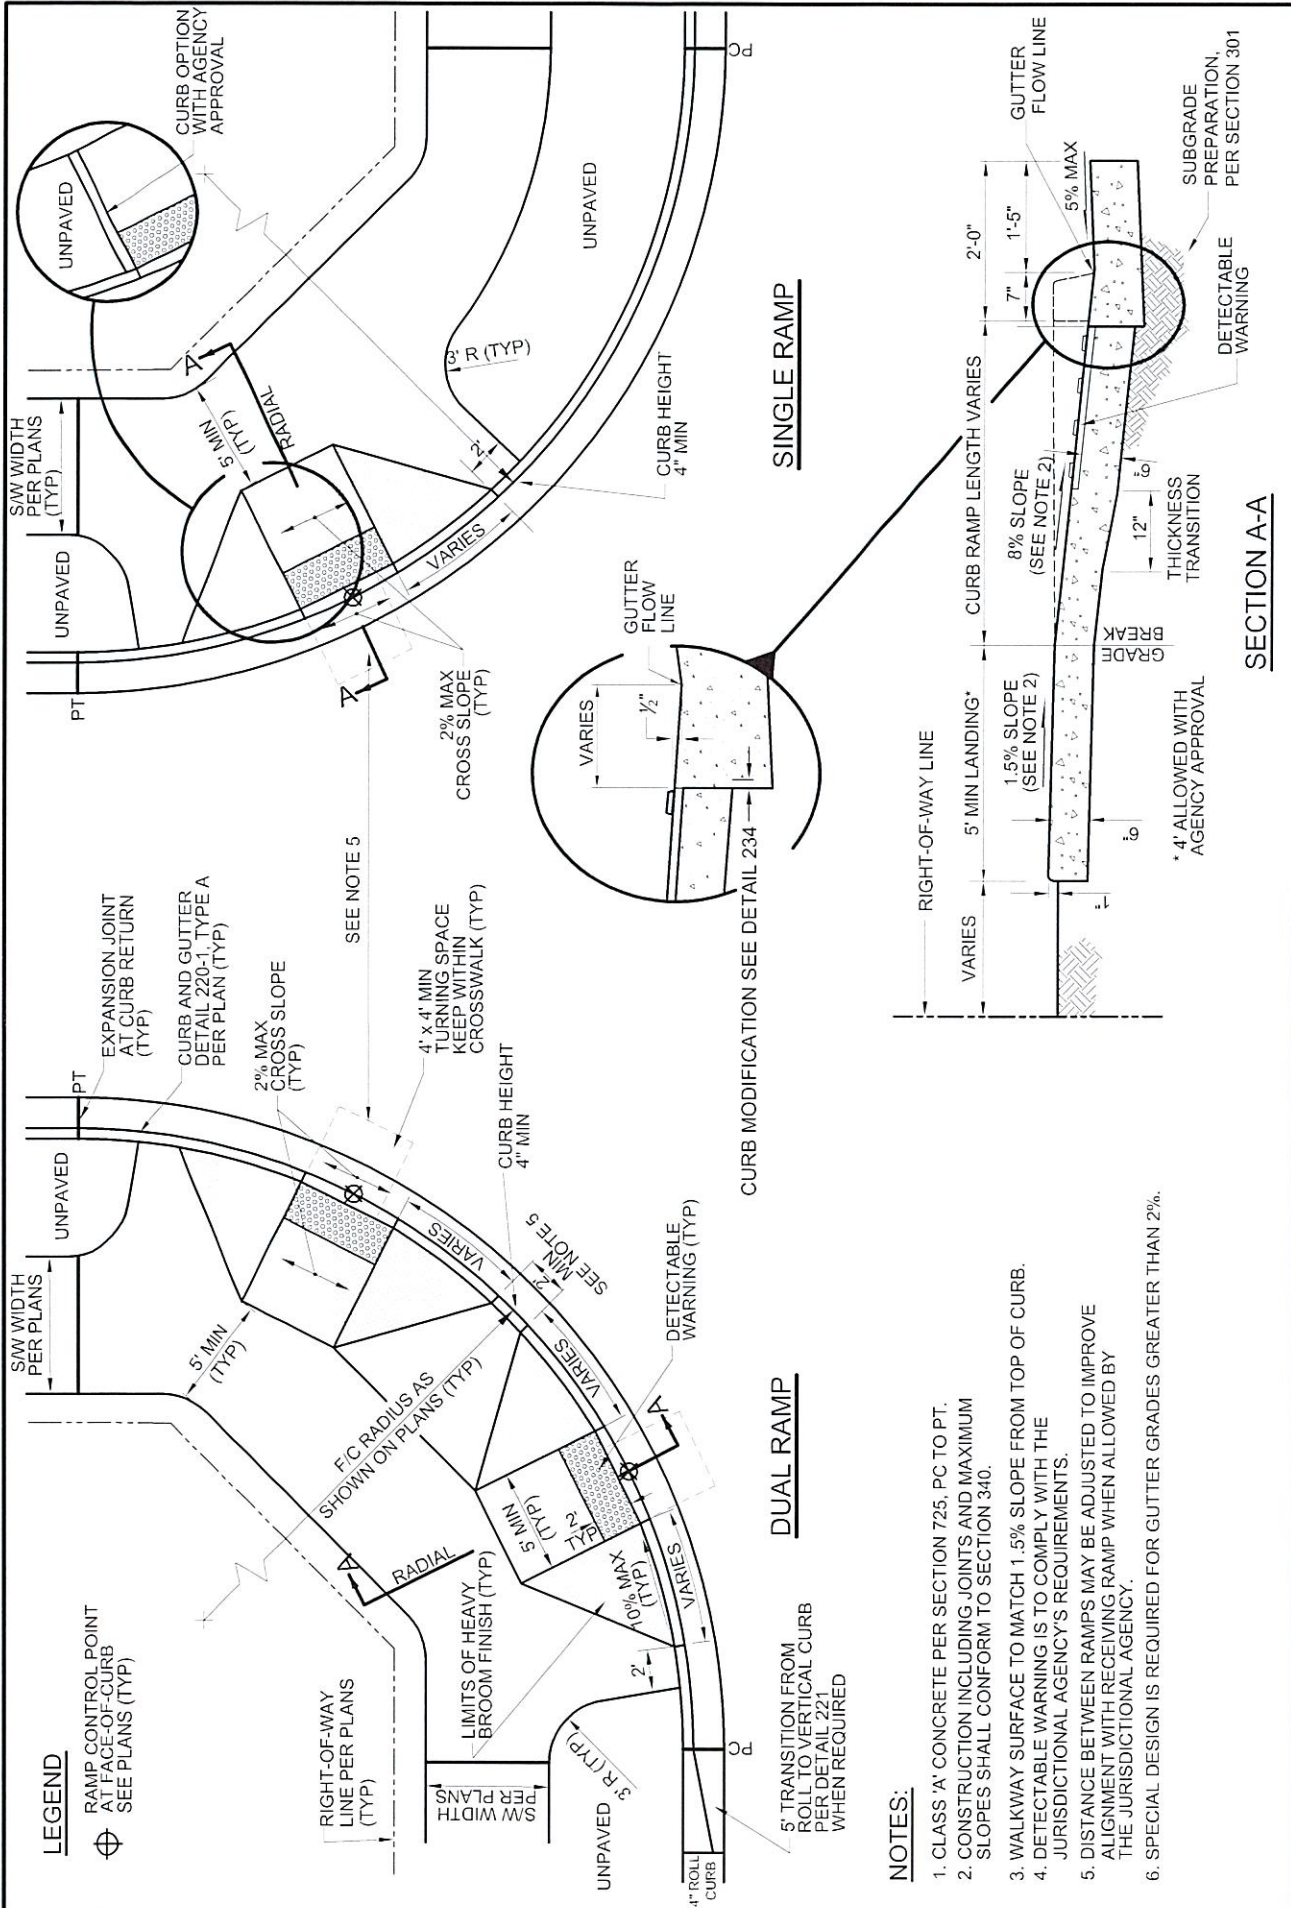 LEGEND
RAMP CONTROL POINT
AT FACE-OF-CURB
SEE PLANS (TYP)
RIGHT-OF-WAY
LINE PER PLANS
(TYP)
S/W WIDTH
PER PLANS
UNPAVED
EXPANSION JOINT
AT CURB RETURN
(TYP)
PT
CURB AND GUTTER
DETAIL 220-1, TYPE A
PER PLAN (TYP)
2% MAX
CROSS SLOPE
(TYP)
5' MIN
(TYP)
SEE NOTE 5
4' x 4' MIN
TURNING SPACE
KEEP WITHIN
CROSSWALK (TYP)
CURB HEIGHT
4" MIN
VARIES
2'
MIN
SEE NOTE 5
VARIES
F/C RADIUS AS
SHOWN ON PLANS (TYP)
DETECTABLE
WARNING (TYP)
A
RADIAL
5' MIN
(TYP)
2'
TYP
A
LIMITS OF HEAVY
BROOM FINISH (TYP)
10% MAX
(TYP)
VARIES
2'
S/W WIDTH
PER PLANS
3' R (TYP)
UNPAVED
PC
4" ROLL
CURB
5' TRANSITION FROM
ROLL TO VERTICAL CURB
PER DETAIL 221
WHEN REQUIRED
DUAL RAMP
S/W WIDTH
PER PLANS
(TYP)
UNPAVED
PT
UNPAVED
CURB OPTION
WITH AGENCY
APPROVAL
A
5' MIN
(TYP)
RADIAL
A
2% MAX
CROSS SLOPE
(TYP)
VARIES
2'
3' R (TYP)
CURB HEIGHT
4" MIN
UNPAVED
PC
SINGLE RAMP
GUTTER
FLOW
LINE
VARIES
½"
CURB MODIFICATION SEE DETAIL 234
RIGHT-OF-WAY LINE
VARIES
5' MIN LANDING*
CURB RAMP LENGTH VARIES
2'-0"
7"
1'-5"
1.5% SLOPE
(SEE NOTE 2)
8% SLOPE
(SEE NOTE 2)
5% MAX
GUTTER
FLOW LINE
1"
6"
GRADE
BREAK
12"
6"
THICKNESS
TRANSITION
DETECTABLE
WARNING
SUBGRADE
PREPARATION,
PER SECTION 301
* 4' ALLOWED WITH
AGENCY APPROVAL
SECTION A-A
NOTES:
1. CLASS 'A' CONCRETE PER SECTION 725, PC TO PT.
2. CONSTRUCTION INCLUDING JOINTS AND MAXIMUM
SLOPES SHALL CONFORM TO SECTION 340.
3. WALKWAY SURFACE TO MATCH 1.5% SLOPE FROM TOP OF CURB.
4. DETECTABLE WARNING IS TO COMPLY WITH THE
JURISDICTIONAL AGENCY'S REQUIREMENTS.
5. DISTANCE BETWEEN RAMPS MAY BE ADJUSTED TO IMPROVE
ALIGNMENT WITH RECEIVING RAMP WHEN ALLOWED BY
THE JURISDICTIONAL AGENCY.
6. SPECIAL DESIGN IS REQUIRED FOR GUTTER GRADES GREATER THAN 2%.